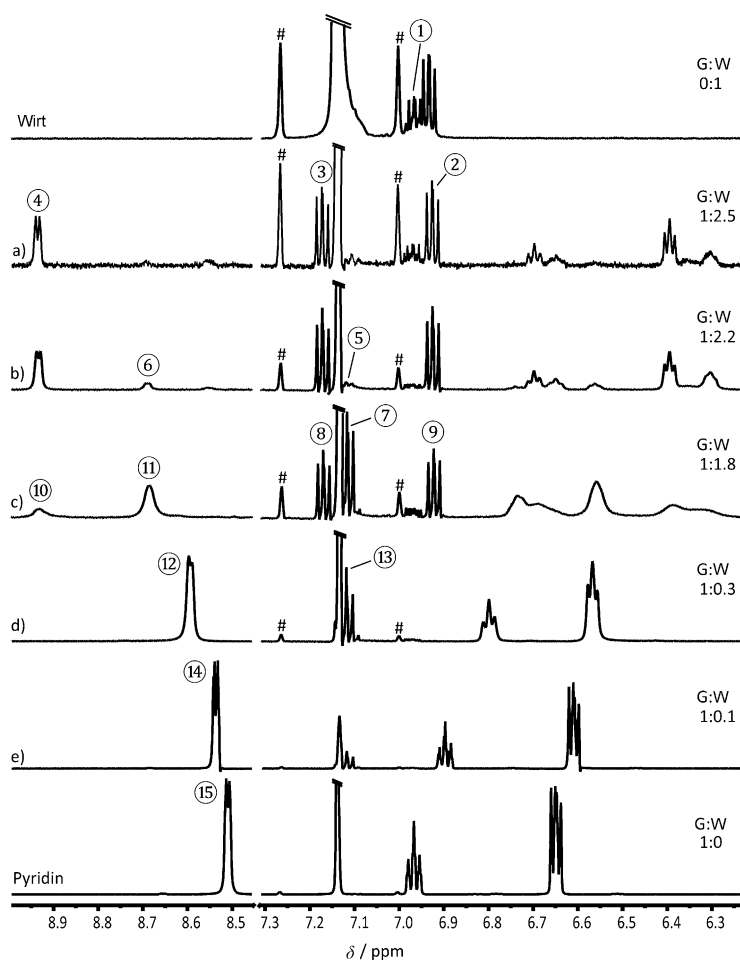 # # ① G:W
0:1
Wirt
# # ② G:W
③
④ 1:2.5
a)
G:W
⑤ 1:2.2
⑥ # #
b)
⑦ G:W
⑧ ⑨ 1:1.8
⑪
⑩ # #
c)
⑫ ⑬ G:W
1:0.3
# #
d)
⑭ G:W
1:0.1
e)
⑮ G:W
1:0
Pyridin
8.9 8.8 8.7 8.6 8.5 7.3 7.2 7.1 7.0 6.9 6.8 6.7 6.6 6.5 6.4 6.3
δ / ppm